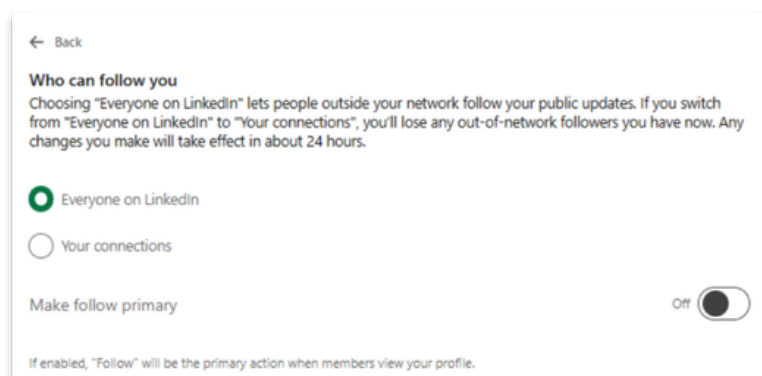 Back
Who can follow you
Choosing "Everyone on LinkedIn" lets people outside your network follow your public updates. If you switch
from "Everyone on LinkedIn" to "Your connections", you'll lose any out-of-network followers you have now. Any
changes you make will take effect in about 24 hours.
Everyone on LinkedIn
Your connections
Make follow primary Off
If enabled, "Follow" will be the primary action when members view your profile.